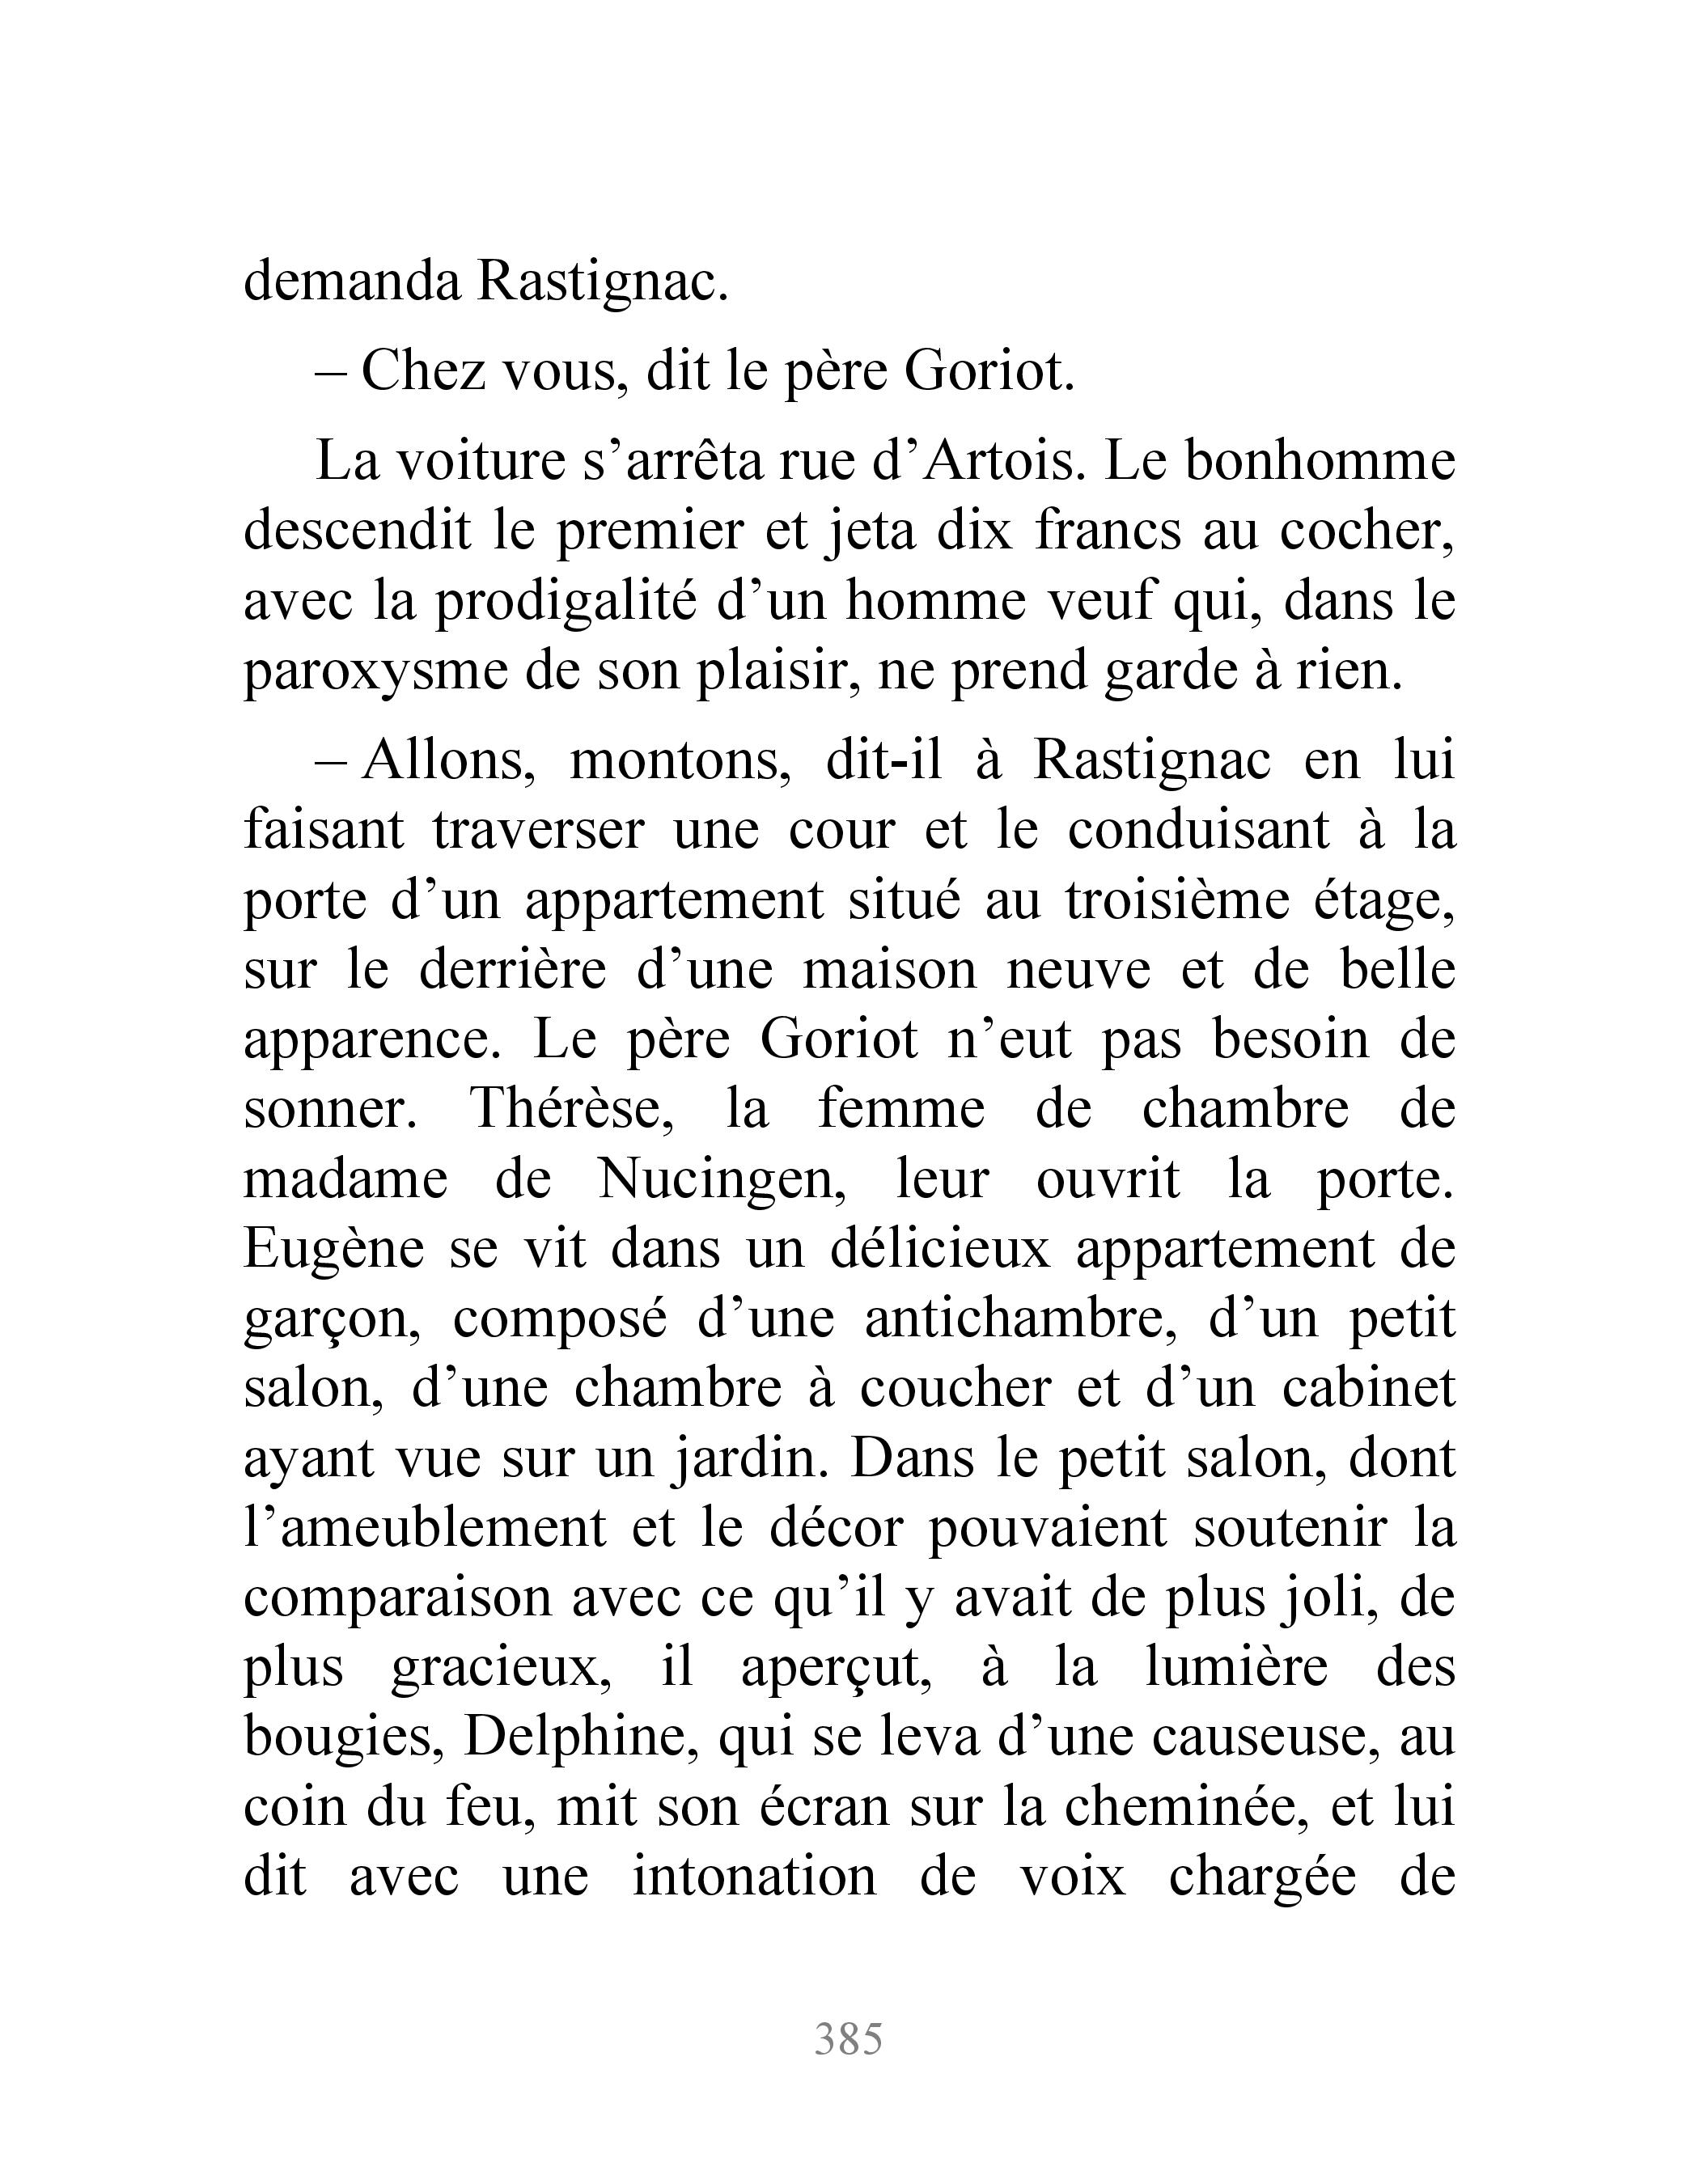 demanda Rastignac.
– Chez vous, dit le père Goriot.
La voiture s’arrêta rue d’Artois. Le bonhomme
descendit le premier et jeta dix francs au cocher,
avec la prodigalité d’un homme veuf qui, dans le
paroxysme de son plaisir, ne prend garde à rien.
– Allons, montons, dit-il à Rastignac en lui
faisant traverser une cour et le conduisant à la
porte d’un appartement situé au troisième étage,
sur le derrière d’une maison neuve et de belle
apparence. Le père Goriot n’eut pas besoin de
sonner. Thérèse, la femme de chambre de
madame de Nucingen, leur ouvrit la porte.
Eugène se vit dans un délicieux appartement de
garçon, composé d’une antichambre, d’un petit
salon, d’une chambre à coucher et d’un cabinet
ayant vue sur un jardin. Dans le petit salon, dont
l’ameublement et le décor pouvaient soutenir la
comparaison avec ce qu’il y avait de plus joli, de
plus gracieux, il aperçut, à la lumière des
bougies, Delphine, qui se leva d’une causeuse, au
coin du feu, mit son écran sur la cheminée, et lui
dit avec une intonation de voix chargée de
385